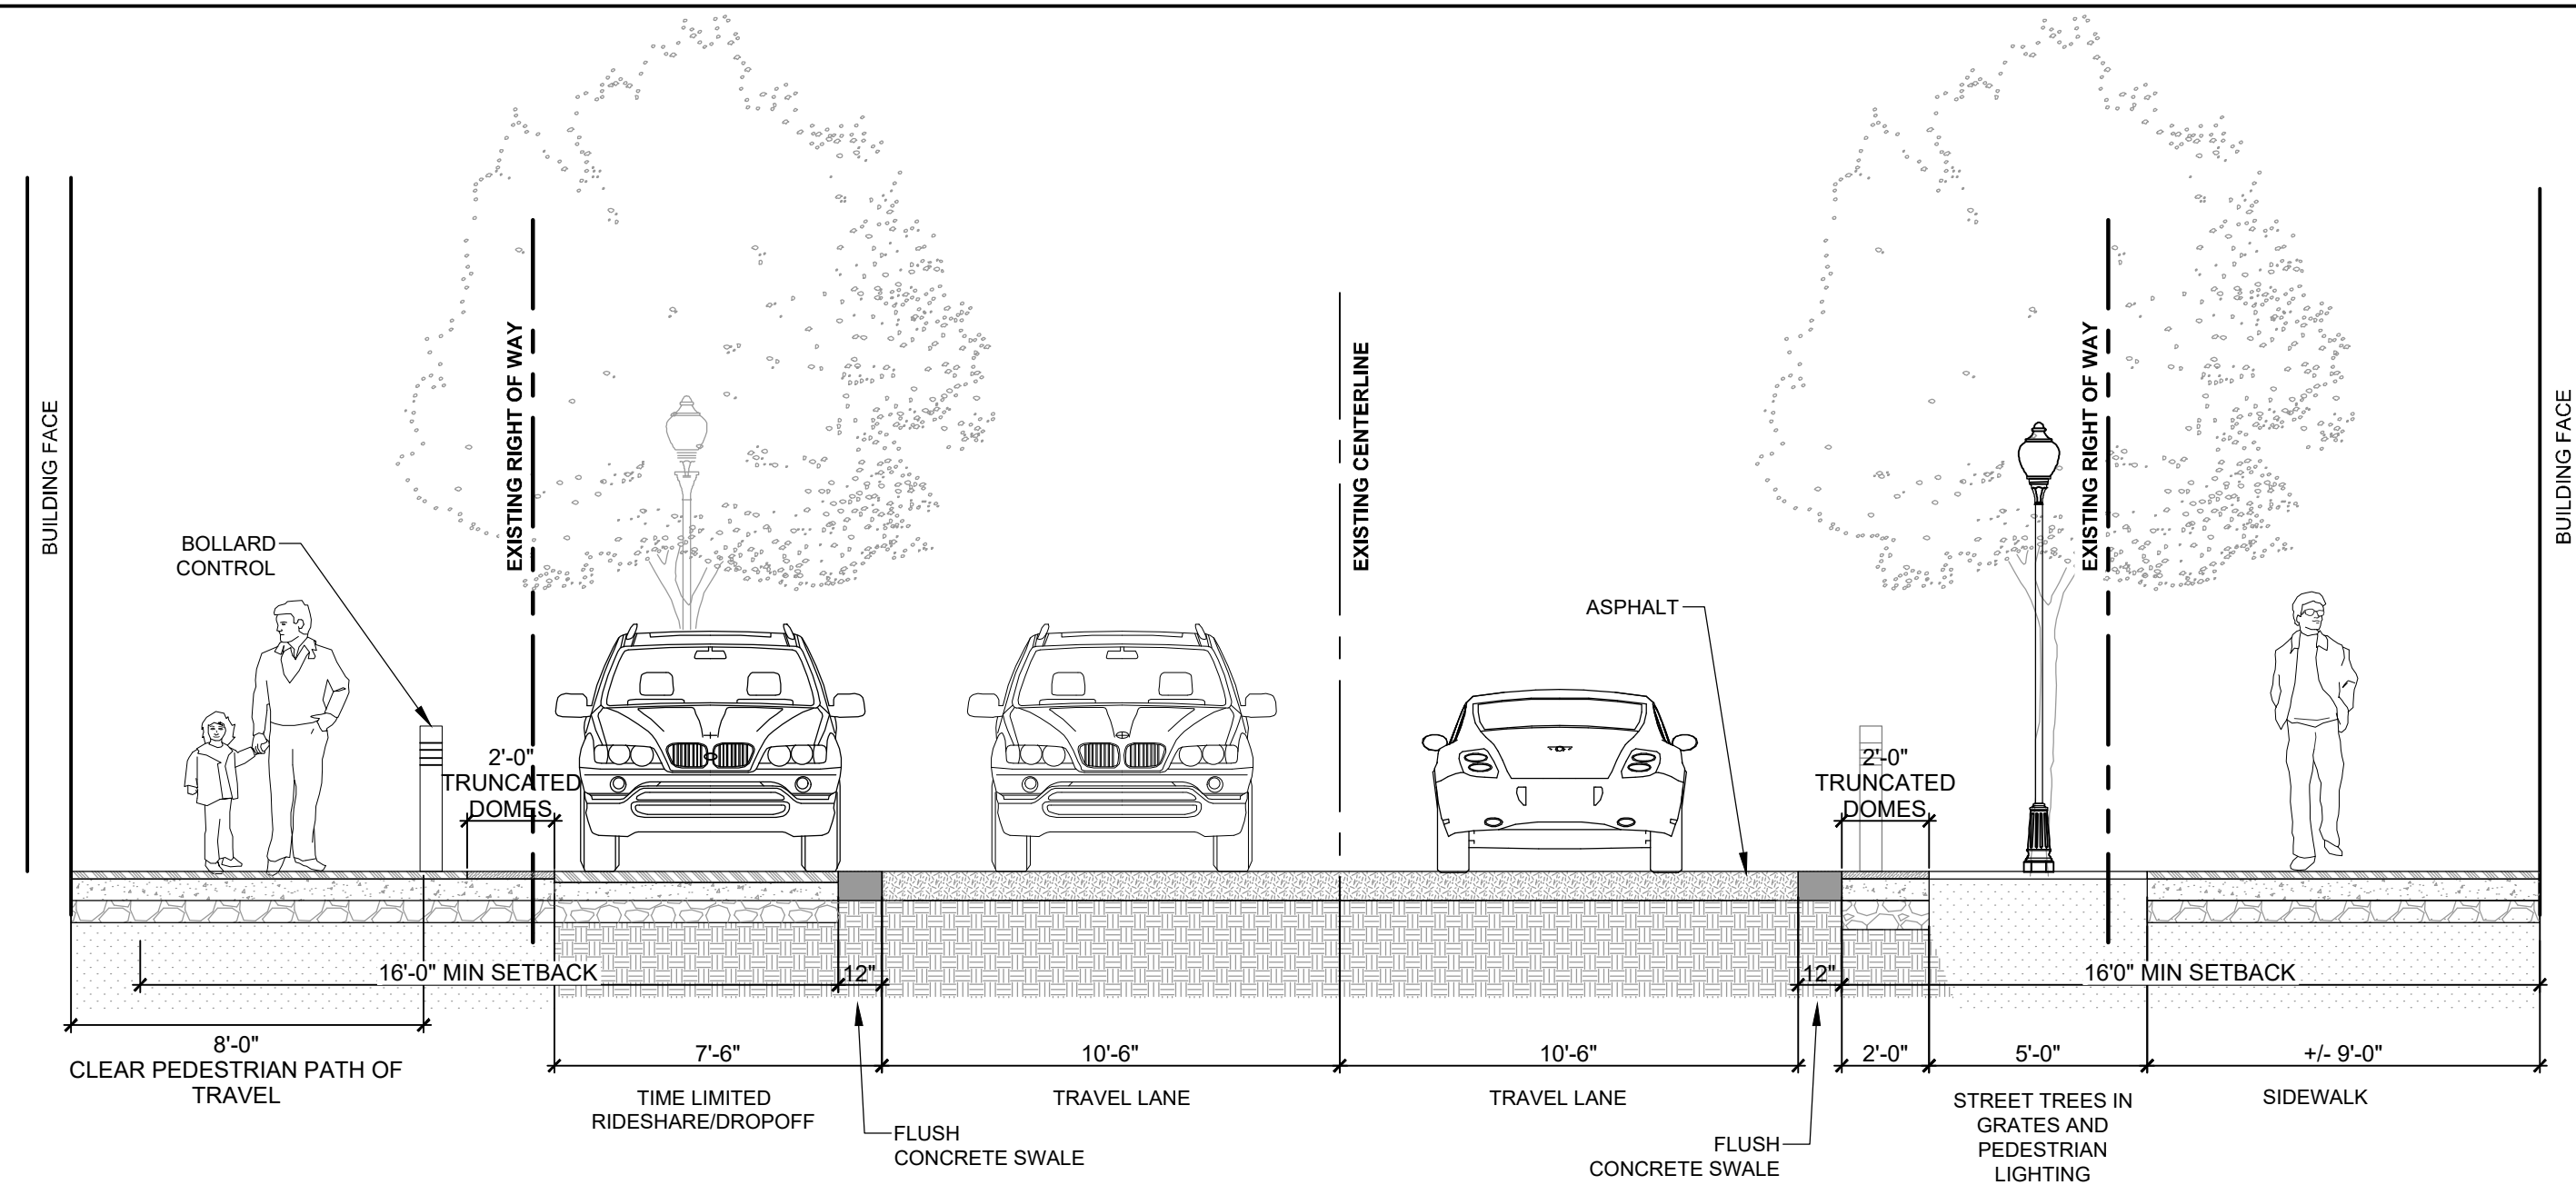 BUILDING FACE
BOLLARD
CONTROL
EXISTING RIGHT OF WAY
2'-0"
TRUNCATED
DOMES
EXISTING CENTERLINE
ASPHALT
2'-0"
TRUNCATED
DOMES
EXISTING RIGHT OF WAY
BUILDING FACE
16'-0" MIN SETBACK
12"
12"
16'0" MIN SETBACK
8'-0"
CLEAR PEDESTRIAN PATH OF
TRAVEL
7'-6"
TIME LIMITED
RIDESHARE/DROPOFF
FLUSH
CONCRETE SWALE
10'-6"
TRAVEL LANE
10'-6"
TRAVEL LANE
FLUSH
CONCRETE SWALE
2'-0"
5'-0"
STREET TREES IN
GRATES AND
PEDESTRIAN
LIGHTING
+/- 9'-0"
SIDEWALK